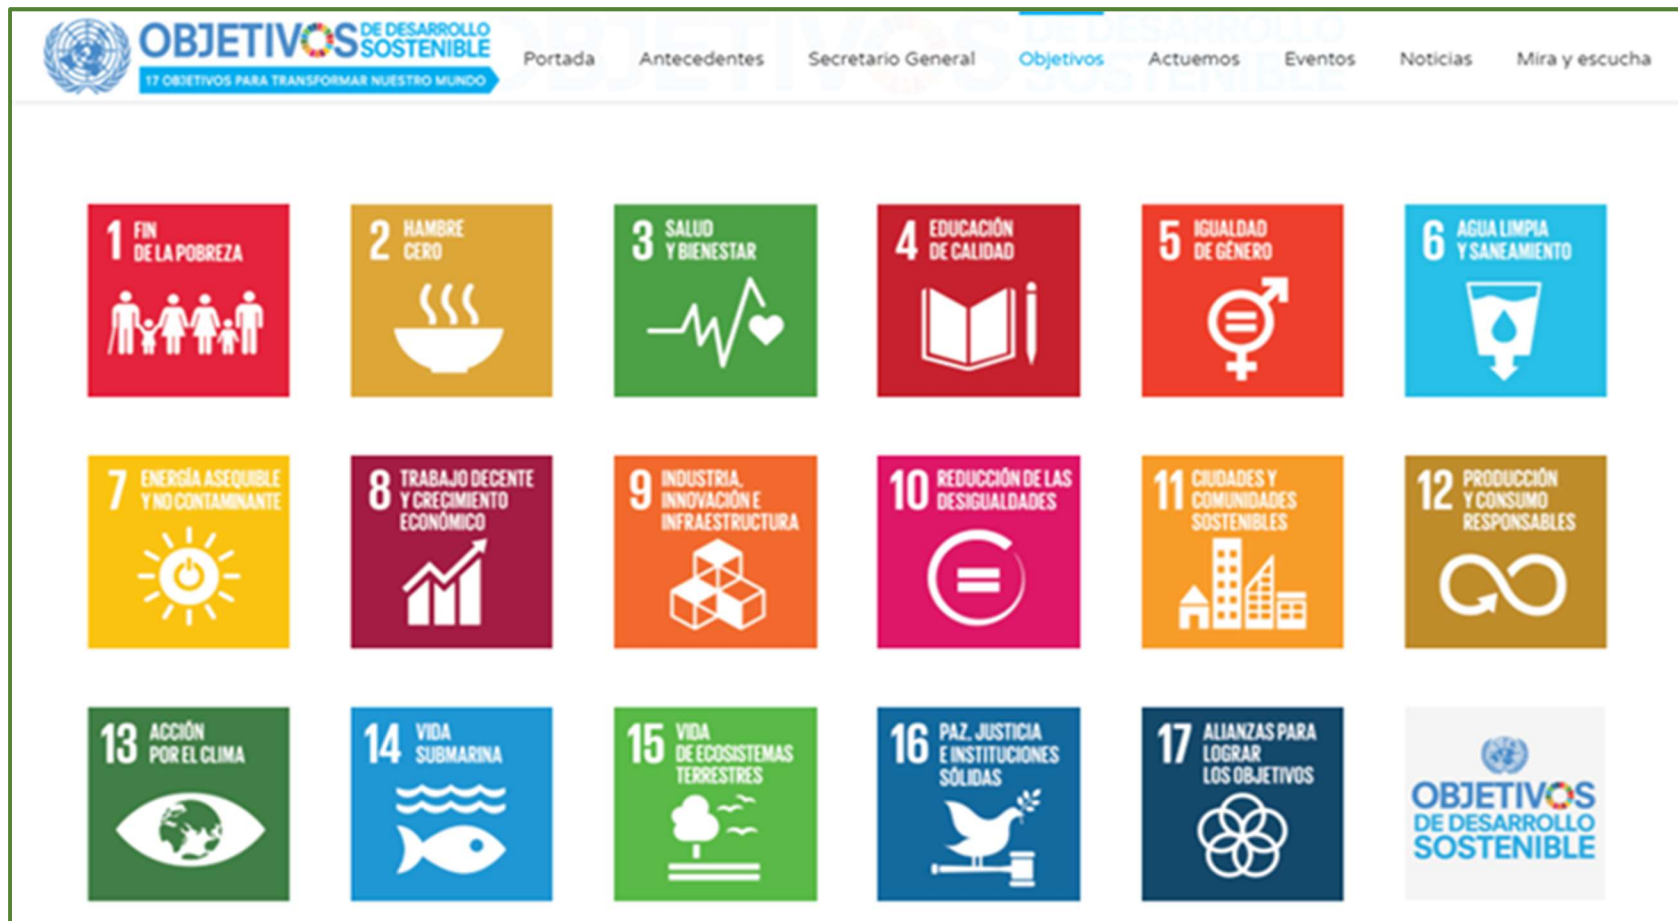 OBJETIVOS DE DESARROLLO SOSTENIBLE
17 OBJETIVOS PARA TRANSFORMAR NUESTRO MUNDO
Portada Antecedentes Secretario General Objetivos Actuemos Eventos Noticias Mira y escucha
OBJETIVOS DE DESARROLLO SOSTENIBLE
1 FIN
DE LA POBREZA
2 HAMBRE
CERO
3 SALUD
Y BIENESTAR
4 EDUCACIÓN
DE CALIDAD
5 IGUALDAD
DE GÉNERO
6 AGUA LIMPIA
Y SANEAMIENTO
7 ENERGÍA ASEQUIBLE
Y NO CONTAMINANTE
8 TRABAJO DECENTE
Y CRECIMIENTO
ECONÓMICO
9 INDUSTRIA,
INNOVACIÓN E
INFRAESTRUCTURA
10 REDUCCIÓN DE LAS
DESIGUALDADES
11 CIUDADES Y
COMUNIDADES
SOSTENIBLES
12 PRODUCCIÓN
Y CONSUMO
RESPONSABLES
13 ACCIÓN
POR EL CLIMA
14 VIDA
SUBMARINA
15 VIDA
DE ECOSISTEMAS
TERRESTRES
16 PAZ, JUSTICIA
E INSTITUCIONES
SÓLIDAS
17 ALIANZAS PARA
LOGRAR
LOS OBJETIVOS
OBJETIVOS
DE DESARROLLO
SOSTENIBLE